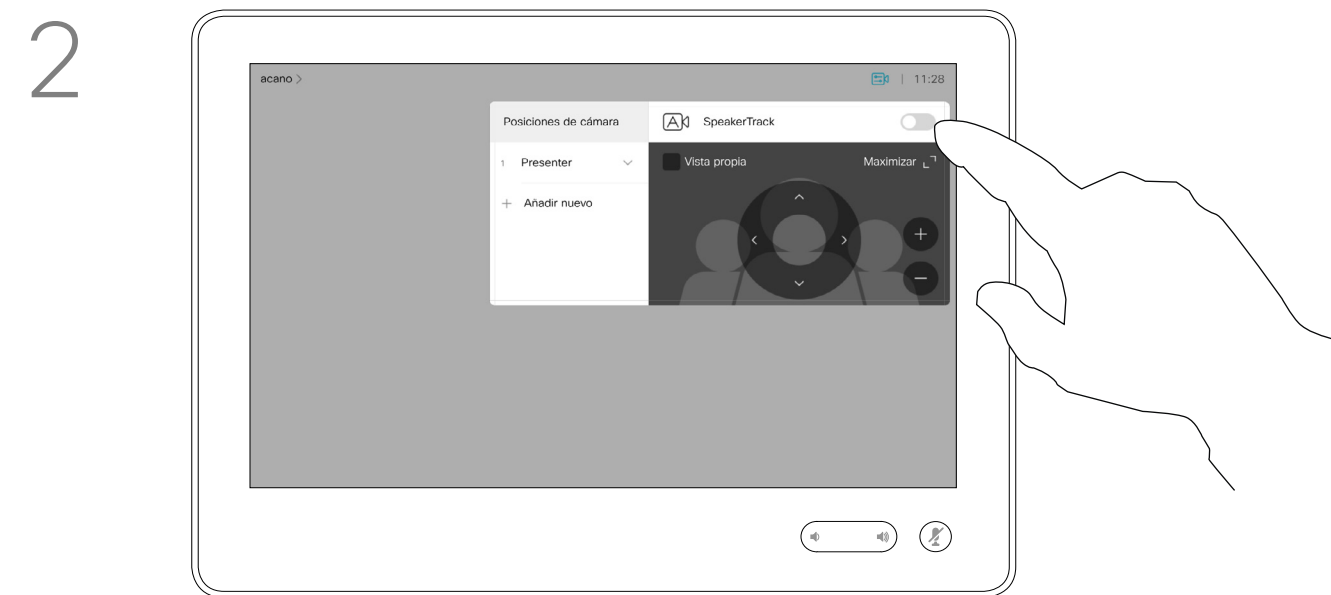 2
acano >
11:28
Posiciones de cámara
SpeakerTrack
1 Presenter
Vista propia
Maximizar
+ Añadir nuevo